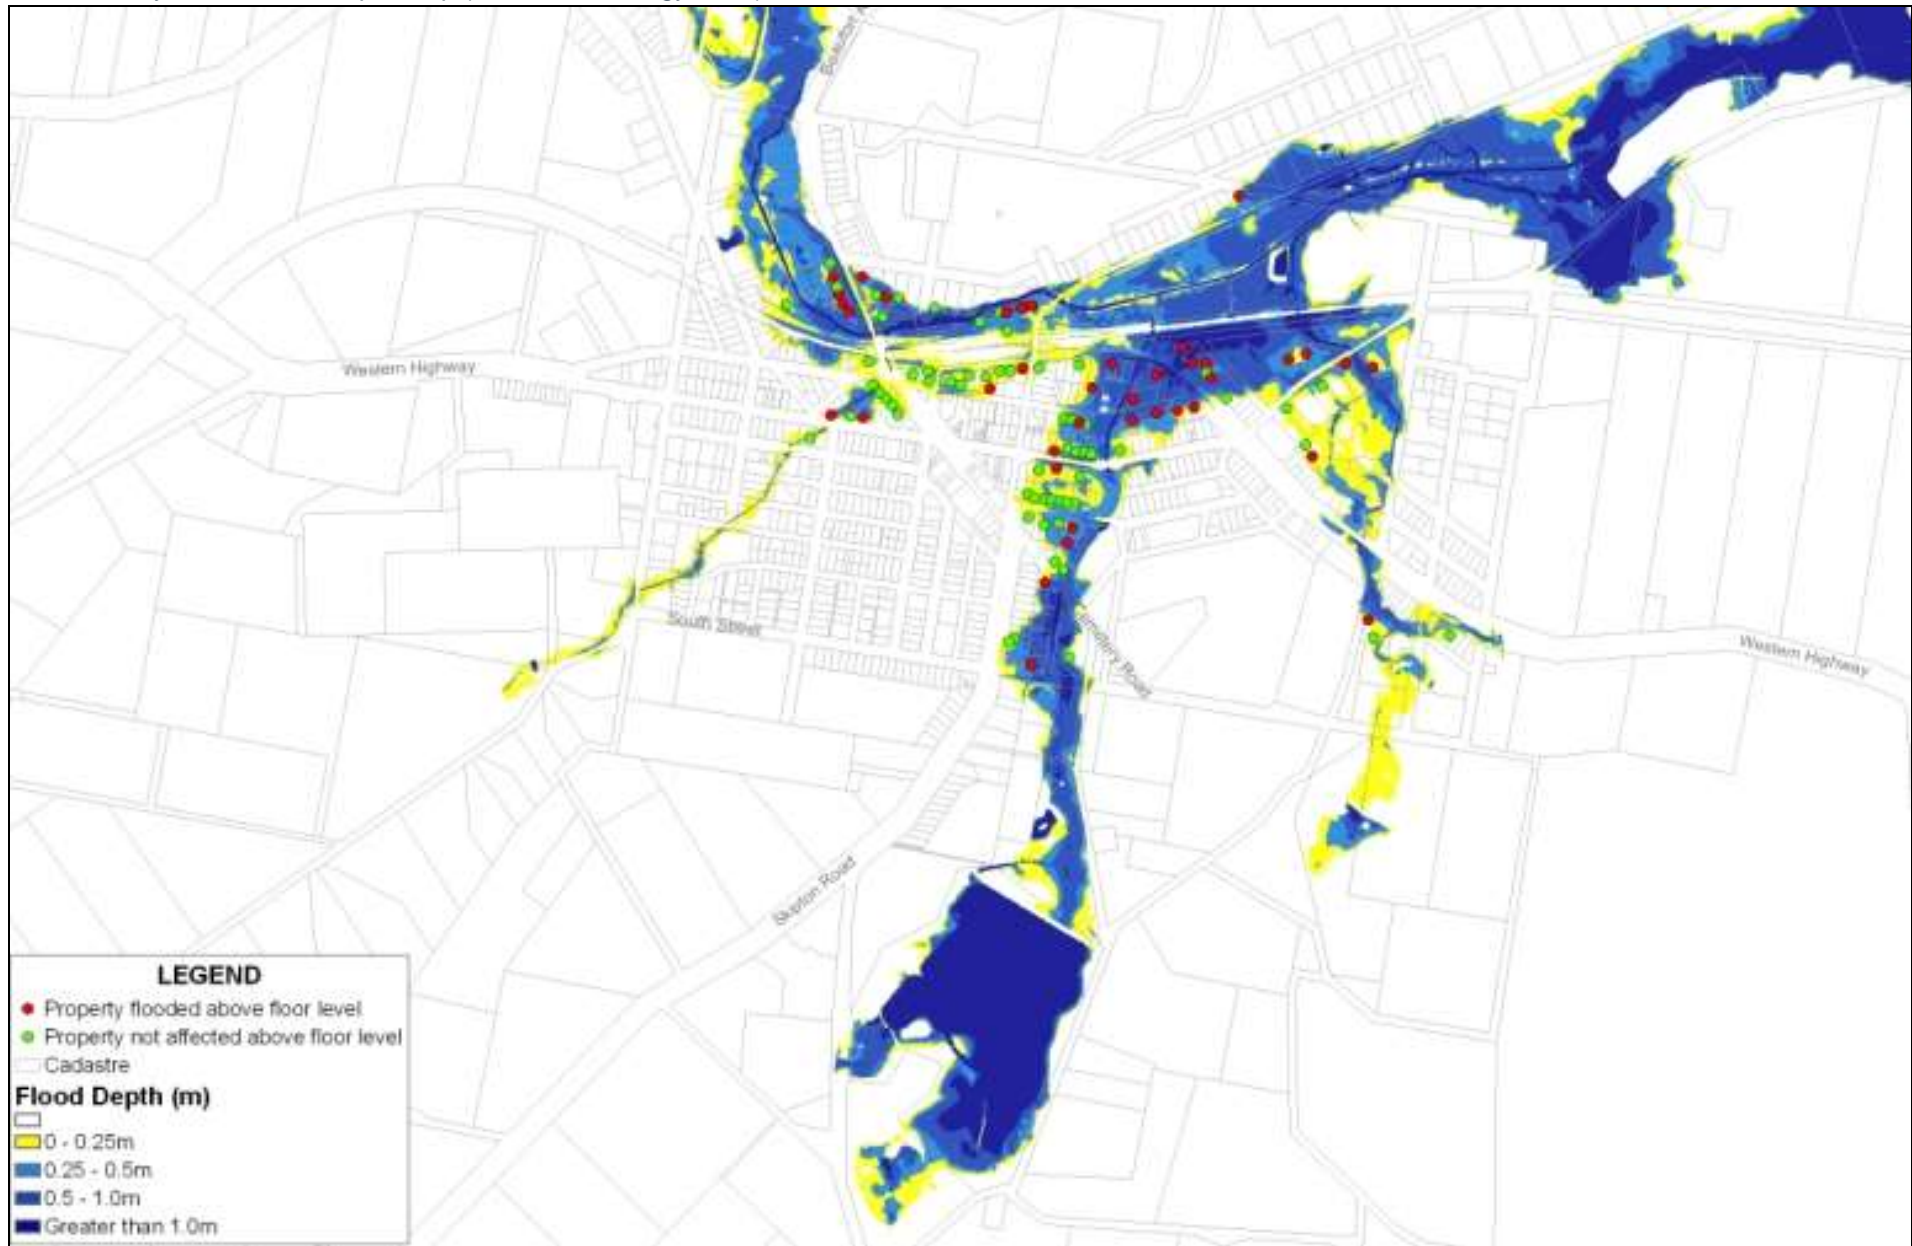 Western Highway
South Street
Western Highway
Skipton Road
LEGEND
Property flooded above floor level
Property not affected above floor level
Cadastre
Flood Depth (m)
0 - 0.25m
0.25 - 0.5m
0.5 - 1.0m
Greater than 1.0m